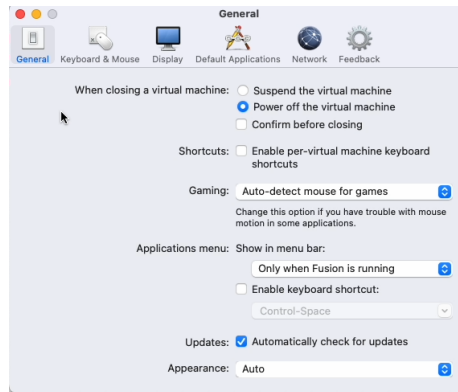 General
General
Keyboard & Mouse
Display
Default Applications
Network
Feedback
When closing a virtual machine:
Suspend the virtual machine
Power off the virtual machine
Confirm before closing
Shortcuts:
Enable per-virtual machine keyboard
shortcuts
Gaming:
Auto-detect mouse for games
Change this option if you have trouble with mouse
motion in some applications.
Applications menu:
Show in menu bar:
Only when Fusion is running
Enable keyboard shortcut:
Control-Space
Updates:
Automatically check for updates
Appearance:
Auto